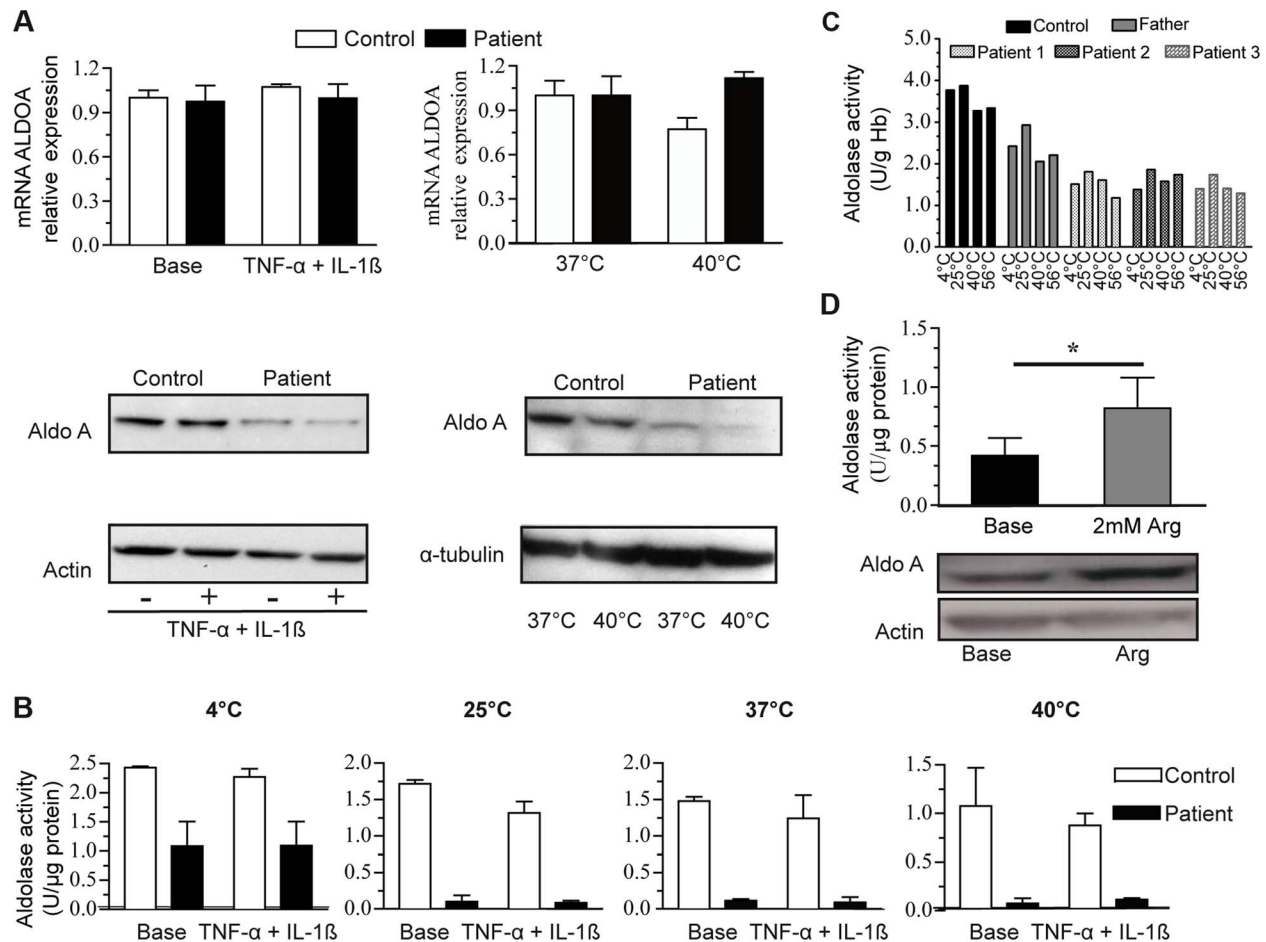 A
Control Patient
mRNA ALDOA
relative expression
1.2
0.9
0.6
0.3
0.0
Base TNF-α + IL-1ß
mRNA ALDOA
relative expression
1.2
0.9
0.6
0.3
0.0
37°C 40°C
Control Patient
Aldo A
Actin
- + - +
TNF-α + IL-1ß
Control Patient
Aldo A
α-tubulin
37°C 40°C 37°C 40°C
C
Control Father
Patient 1 Patient 2 Patient 3
Aldolase activity
(U/g Hb)
5.0
4.0
3.0
2.0
1.0
0.0
4°C 25°C 40°C 56°C 4°C 25°C 40°C 56°C 4°C 25°C 40°C 56°C 4°C 25°C 40°C 56°C 4°C 25°C 40°C 56°C
D
Aldolase activity
(U/µg protein)
1.5
1.0
0.5
0.0
*
Base 2mM Arg
Aldo A
Actin
Base Arg
B
4°C 25°C 37°C 40°C
Aldolase activity
(U/µg protein)
2.5
2.0
1.5
1.0
0.5
0.0
Base TNF-α + IL-1ß
2.0
1.5
1.0
0.5
0.0
Base TNF-α + IL-1ß
2.0
1.5
1.0
0.5
0.0
Base TNF-α + IL-1ß
1.5
1.0
0.5
0.0
Base TNF-α + IL-1ß
Control
Patient